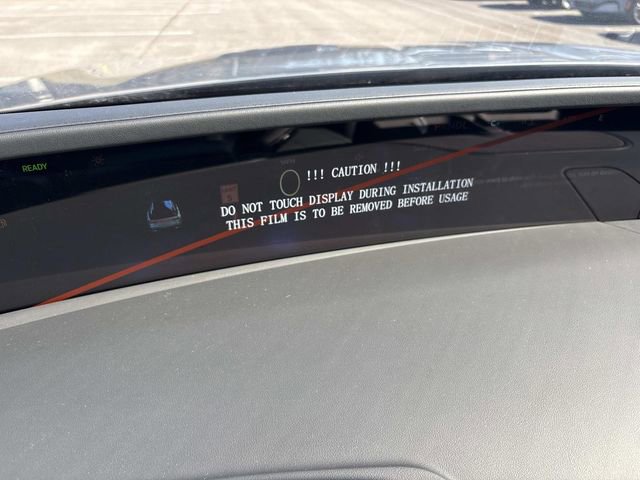 READY
!!! CAUTION !!!
DO NOT TOUCH DISPLAY DURING INSTALLATION
THIS FILM IS TO BE REMOVED BEFORE USAGE